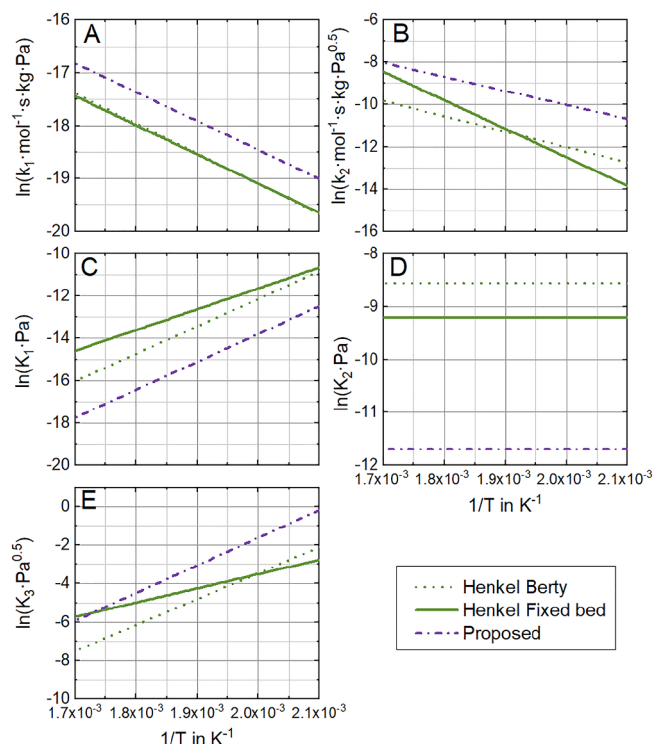 A
-16
-17
-18
-19
-20
ln(k₁·mol⁻¹·s·kg·Pa)
B
-6
-8
-10
-12
-14
-16
ln(k₂·mol⁻¹·s·kg·Pa⁰·⁵)
C
-10
-12
-14
-16
-18
-20
ln(K₁·Pa)
D
-8
-9
-10
-11
-12
ln(K₂·Pa)
1.7x10⁻³ 1.8x10⁻³ 1.9x10⁻³ 2.0x10⁻³ 2.1x10⁻³
1/T in K⁻¹
E
0
-2
-4
-6
-8
-10
ln(K₃·Pa⁰·⁵)
1.7x10⁻³ 1.8x10⁻³ 1.9x10⁻³ 2.0x10⁻³ 2.1x10⁻³
1/T in K⁻¹
Henkel Berty
Henkel Fixed bed
Proposed